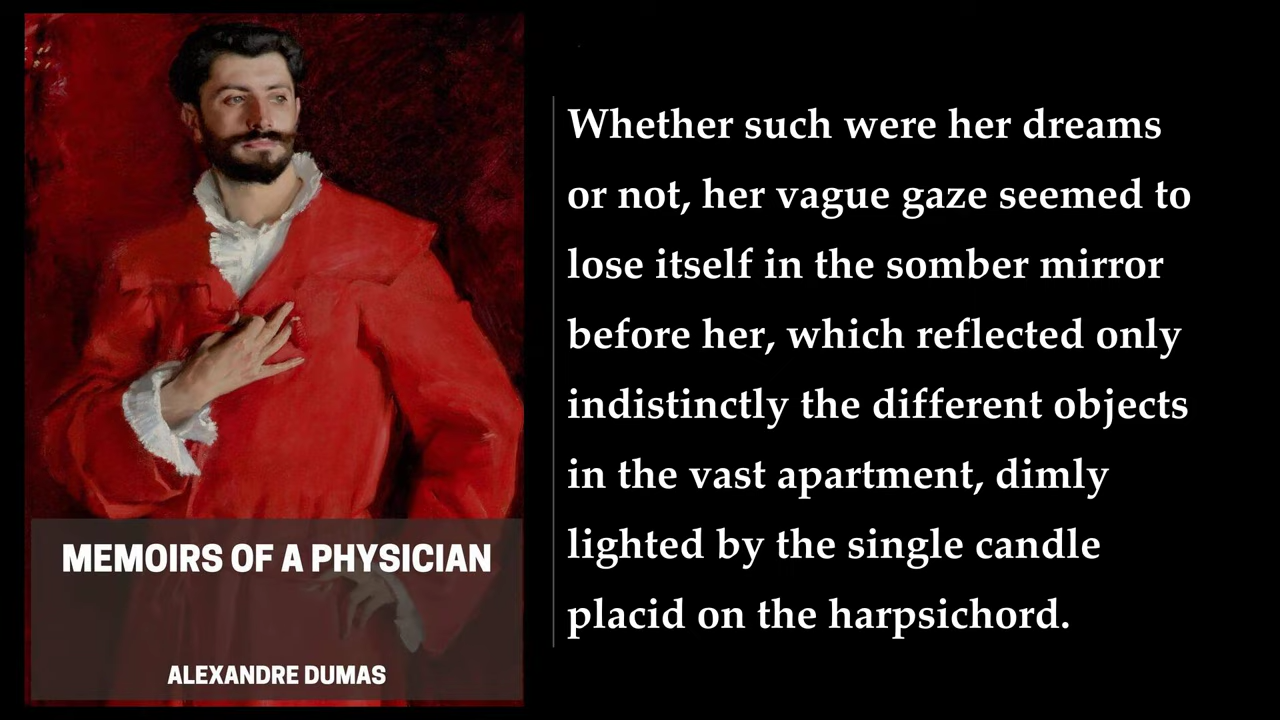 MEMOIRS OF A PHYSICIAN
ALEXANDRE DUMAS
Whether such were her dreams
or not, her vague gaze seemed to
lose itself in the somber mirror
before her, which reflected only
indistinctly the different objects
in the vast apartment, dimly
lighted by the single candle
placid on the harpsichord.